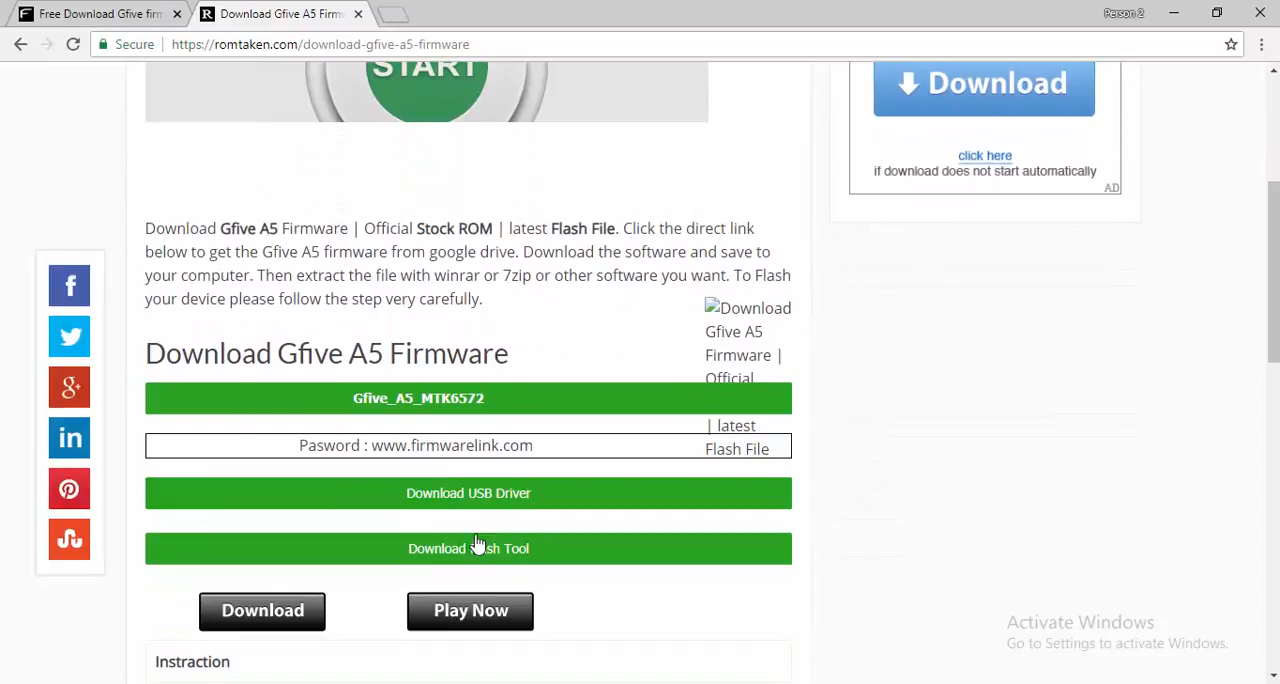 Free Download Gfive firm
Download Gfive A5 Firmw
Person 2
Secure
https://romtaken.com/download-gfive-a5-firmware
START
Download
click here
if download does not start automatically
AD
Download Gfive A5 Firmware | Official Stock ROM | latest Flash File. Click the direct link
below to get the Gfive A5 firmware from google drive. Download the software and save to
your computer. Then extract the file with winrar or 7zip or other software you want. To Flash
your device please follow the step very carefully.
Download
Gfive A5
Firmware |
Official
| latest
Flash File
Download Gfive A5 Firmware
Gfive_A5_MTK6572
Pasword : www.firmwarelink.com
Download USB Driver
Download Flash Tool
Download
Play Now
Instraction
Activate Windows
Go to Settings to activate Windows.